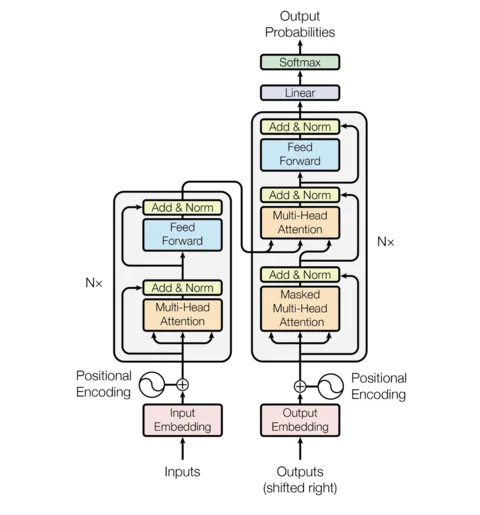 Output
Probabilities
Softmax
Linear
Add & Norm
Feed
Forward
Add & Norm
Multi-Head
Attention
Add & Norm
Masked
Multi-Head
Attention
Nx
Add & Norm
Feed
Forward
Add & Norm
Multi-Head
Attention
Nx
Positional
Encoding
Positional
Encoding
Input
Embedding
Output
Embedding
Inputs
Outputs
(shifted right)